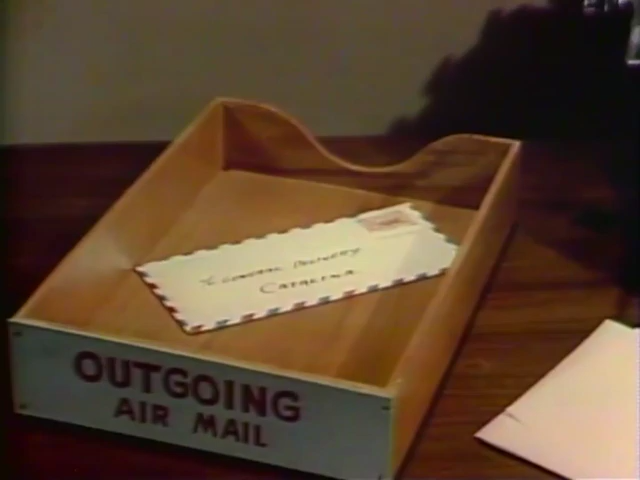 ℅ GENERAL DELIVERY
CATALINA
OUTGOING
AIR MAIL